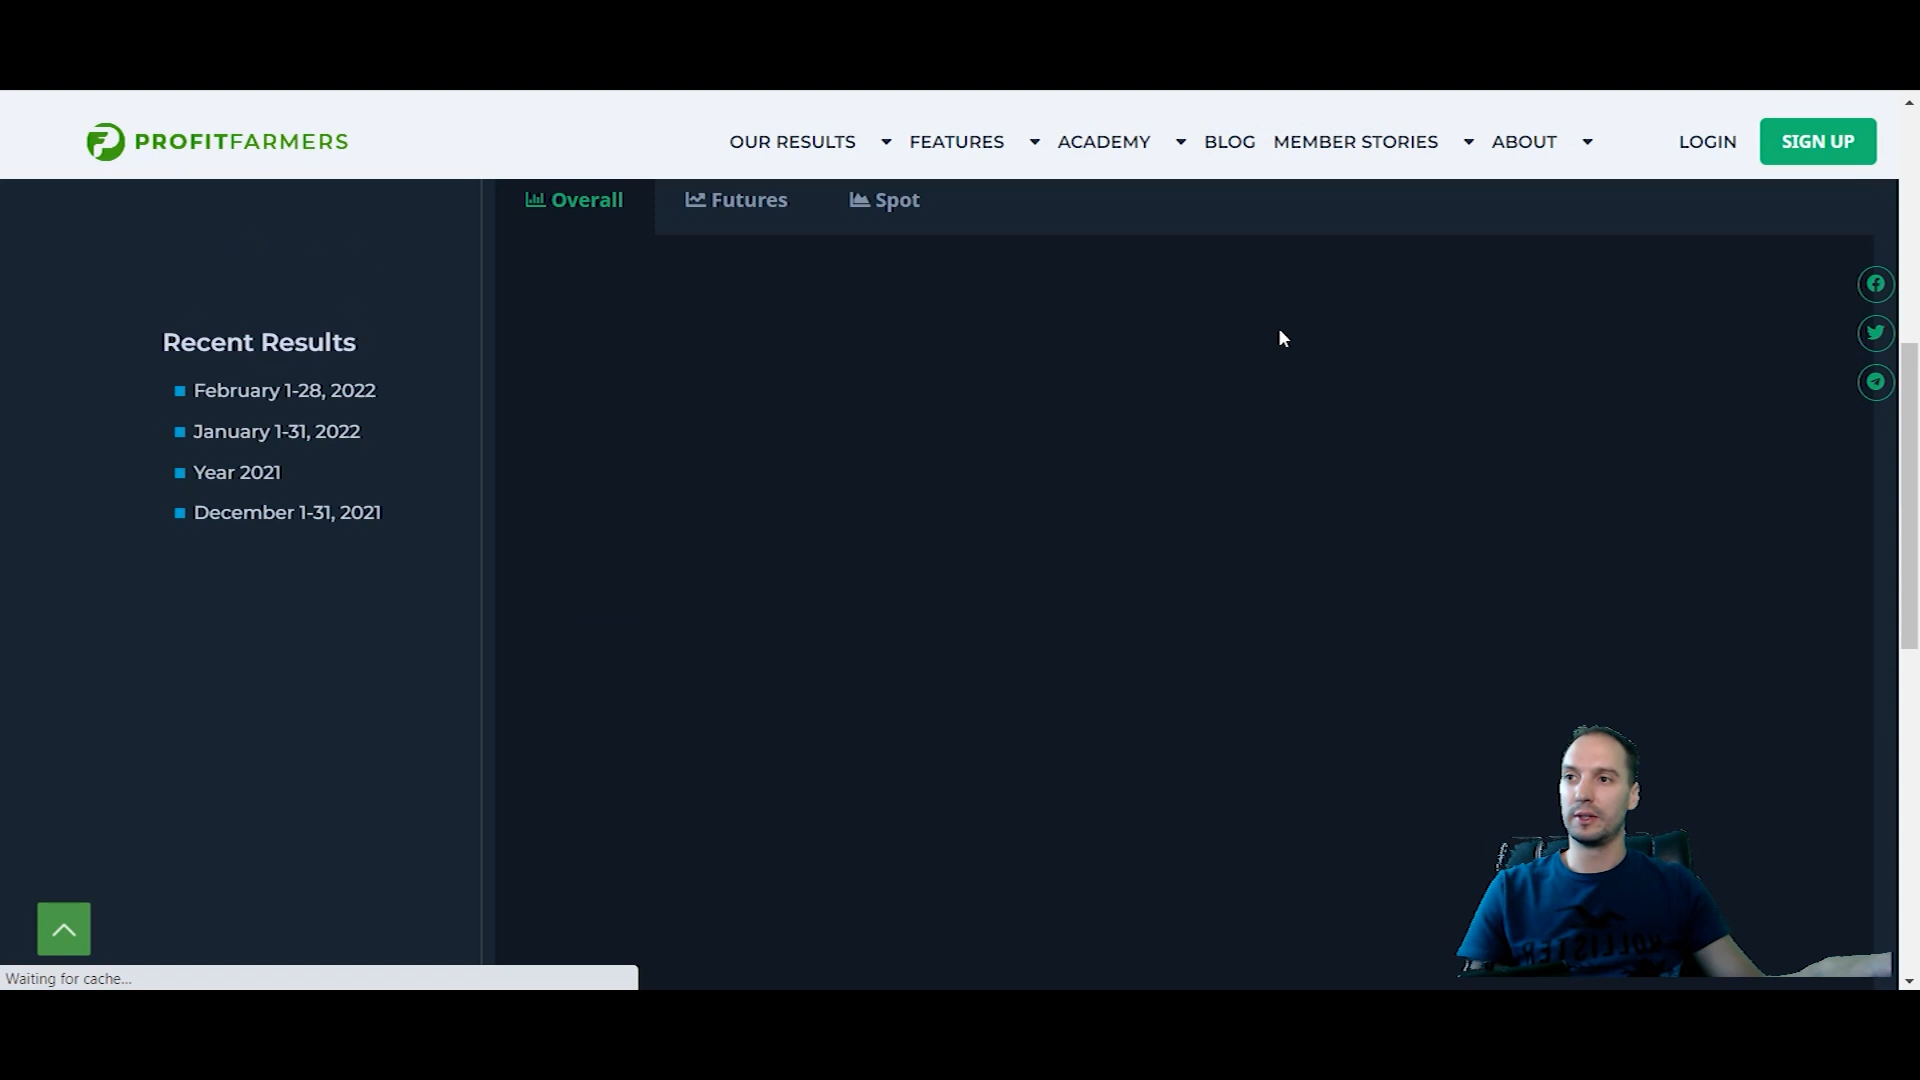 PROFITFARMERS
OUR RESULTS FEATURES ACADEMY BLOG MEMBER STORIES ABOUT LOGIN SIGN UP
Overall Futures Spot
Recent Results
February 1-28, 2022
January 1-31, 2022
Year 2021
December 1-31, 2021
HOLLISTER
Waiting for cache...